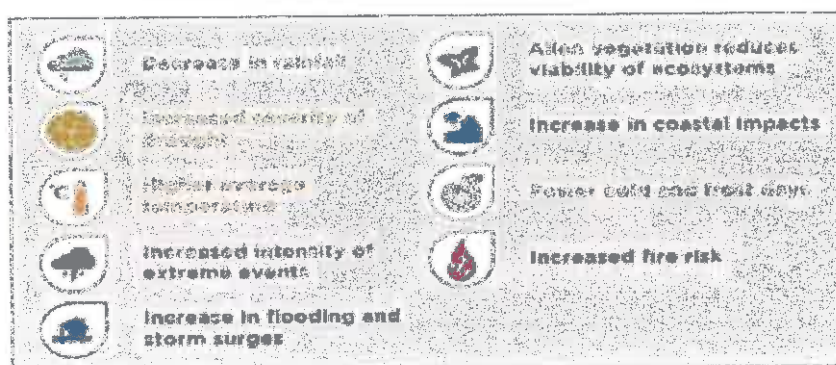 Decrease in rainfall
Increased severity of
drought
Higher average
temperature
Increased intensity of
extreme events
Increase in flooding and
storm surges
Alien vegetation reduces
viability of ecosystems
Increase in coastal impacts
Fewer cold and frost days
Increased fire risk